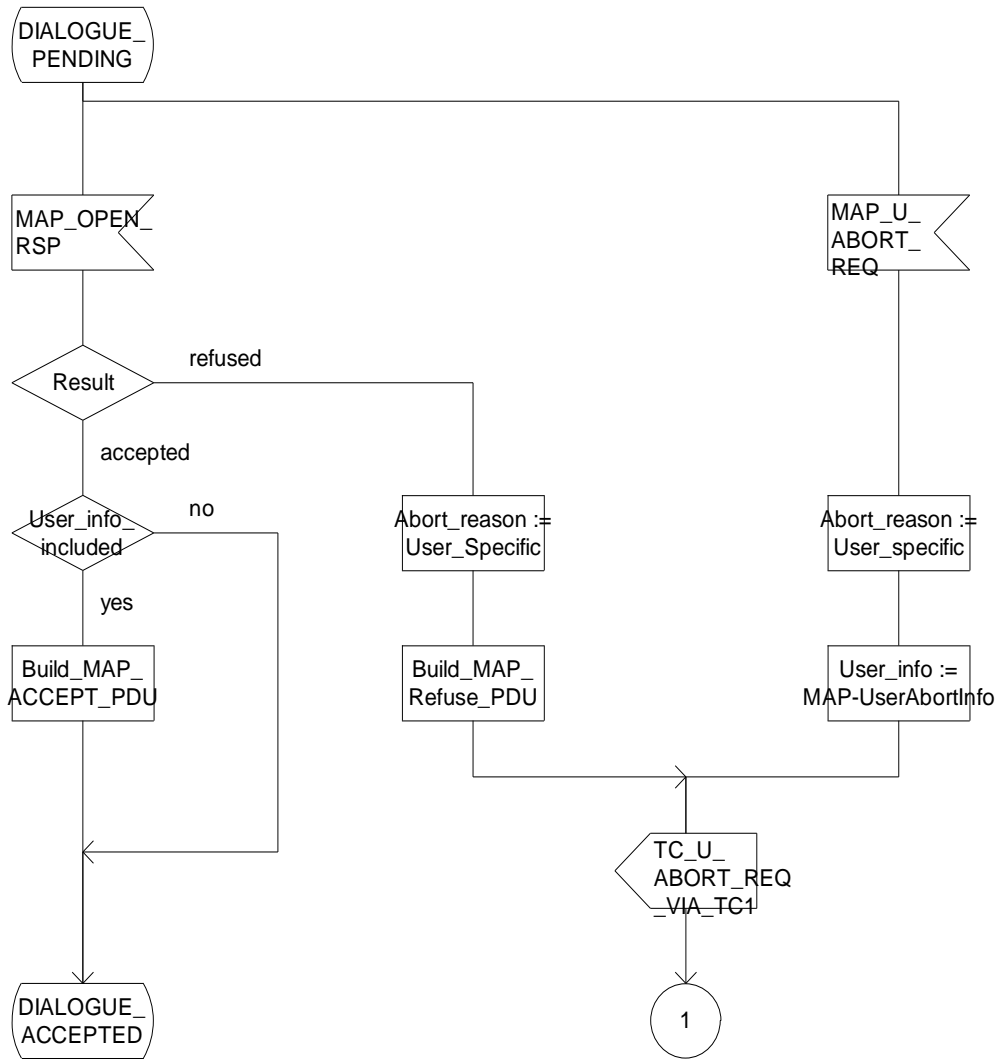 DIALOGUE_
PENDING
MAP_OPEN_
RSP
MAP_U_
ABORT_
REQ
Result
refused
accepted
User_info_
included
no
yes
Abort_reason :=
User_Specific
Abort_reason :=
User_specific
Build_MAP_
ACCEPT_PDU
Build_MAP_
Refuse_PDU
User_info :=
MAP-UserAbortInfo
TC_U_
ABORT_REQ
_VIA_TC1
DIALOGUE_
ACCEPTED
1